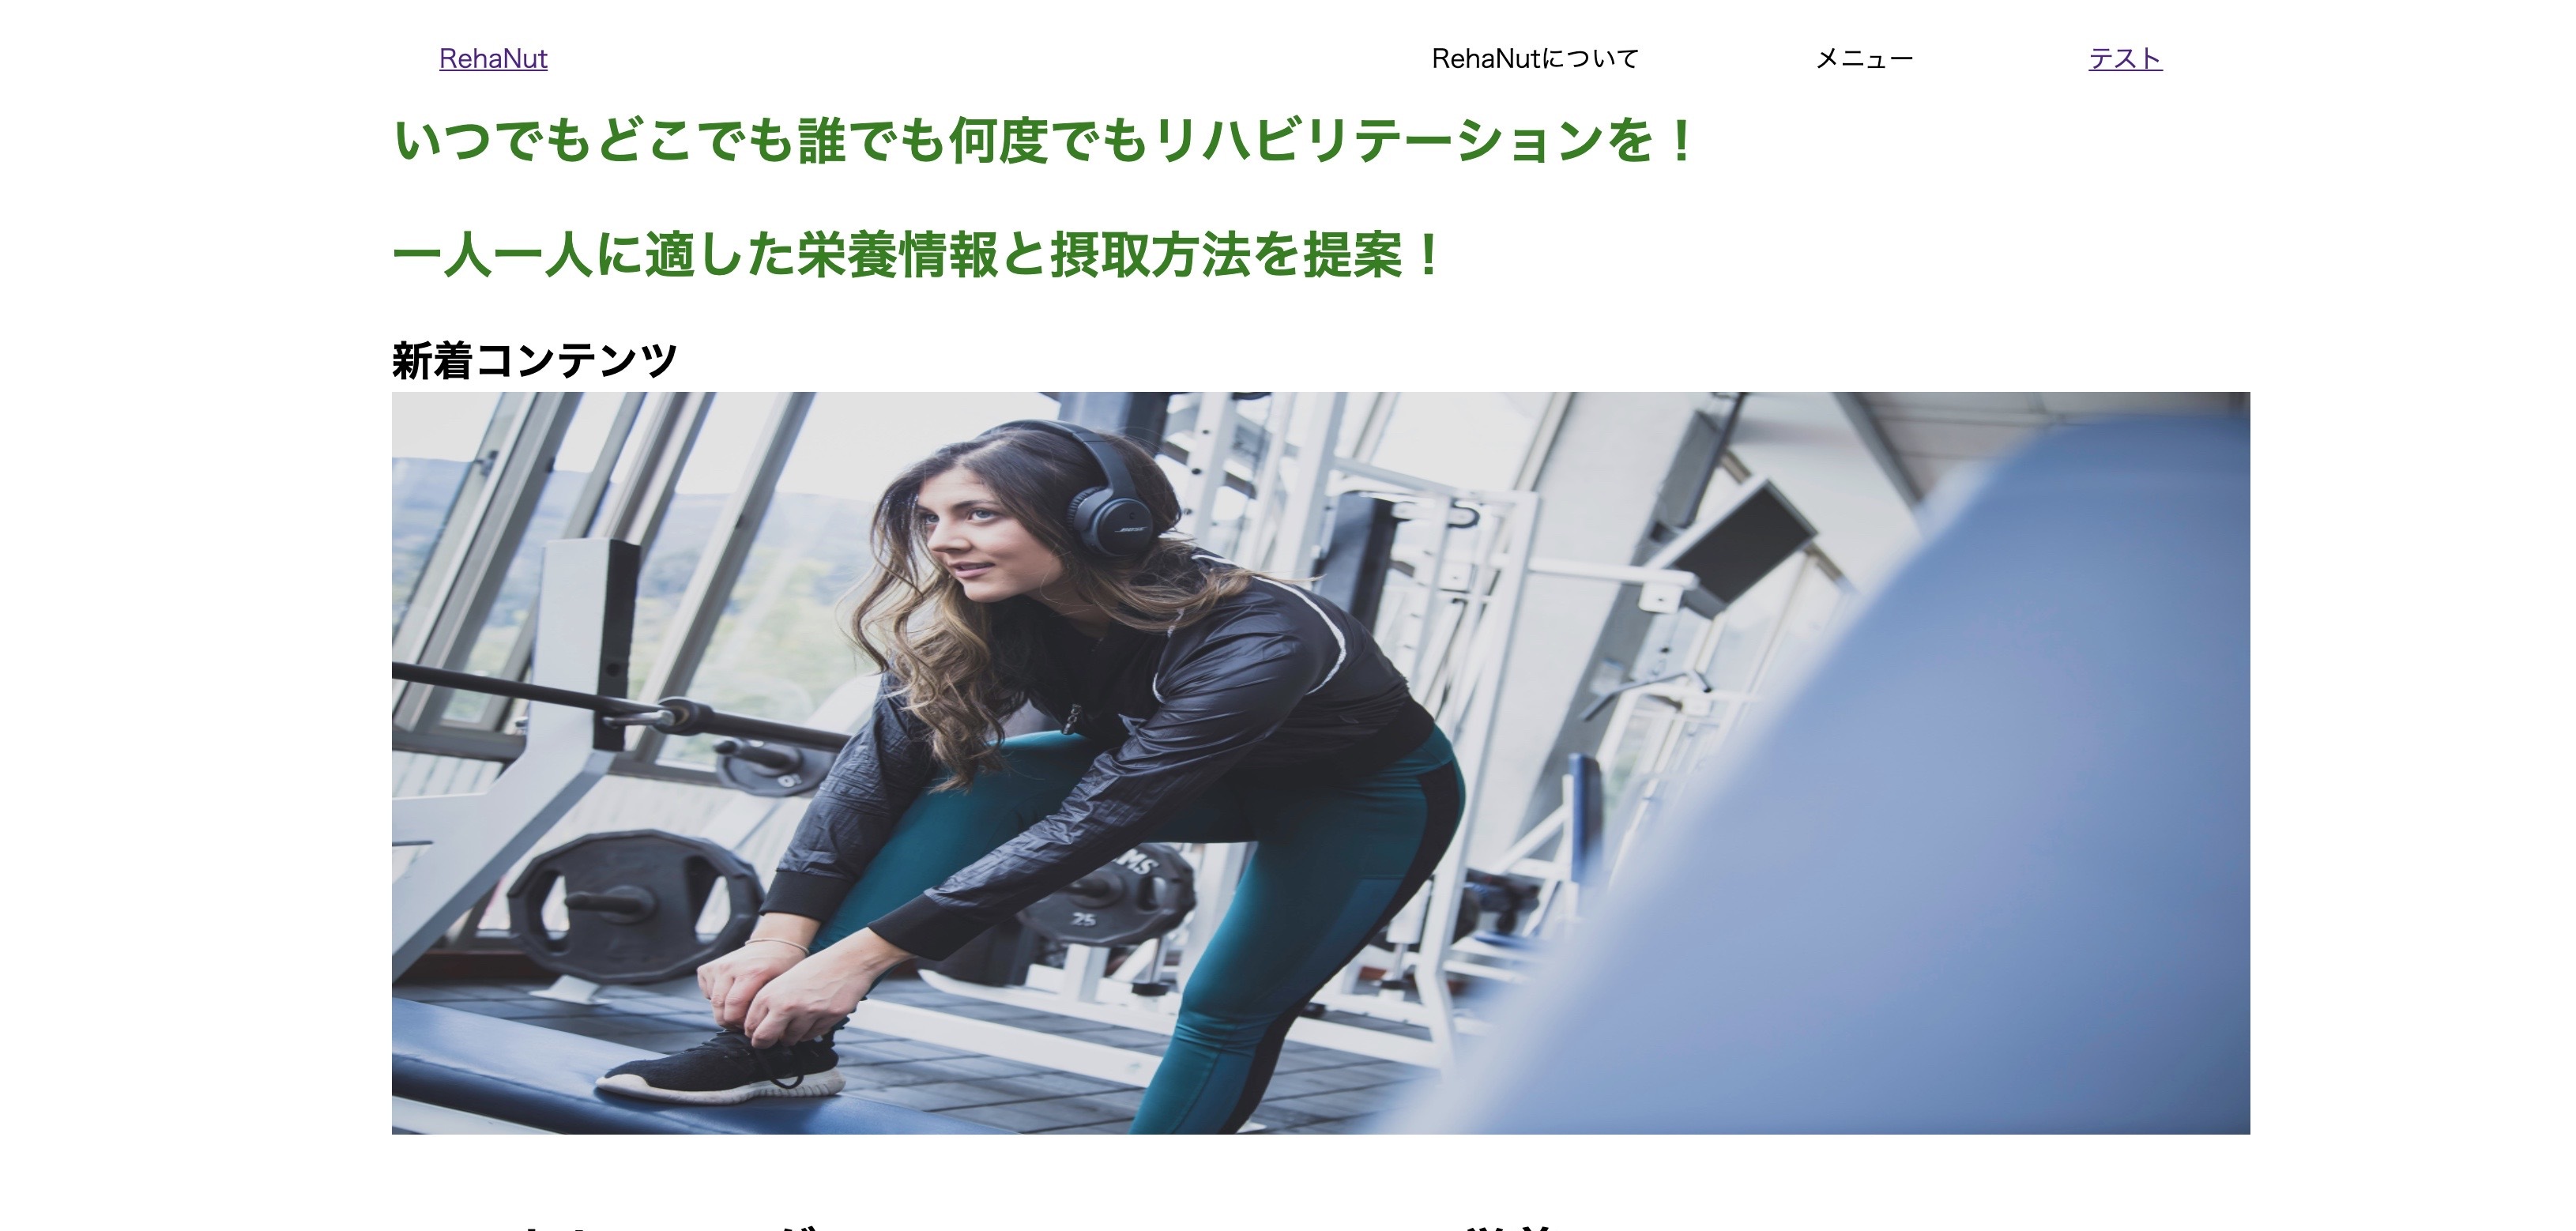 RehaNut RehaNutについて メニュー テスト
いつでもどこでも誰でも何度でもリハビリテーションを！
一人一人に適した栄養情報と摂取方法を提案！
新着コンテンツ
BOSE
25